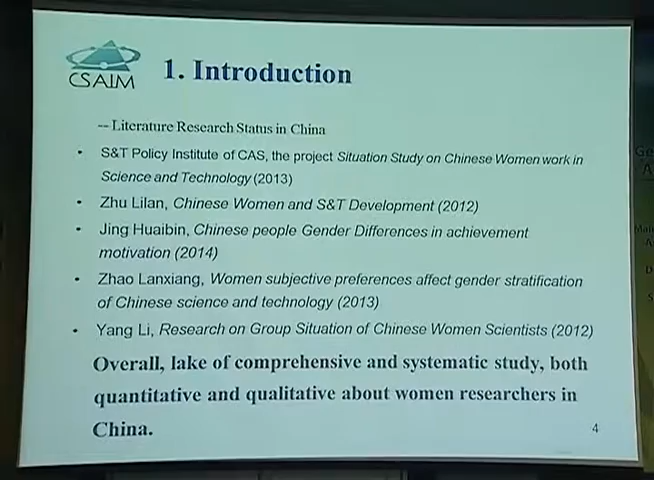 CSAIM
1. Introduction
-- Literature Research Status in China
• S&T Policy Institute of CAS, the project Situation Study on Chinese Women work in
Science and Technology (2013)
• Zhu Lilan, Chinese Women and S&T Development (2012)
• Jing Huaibin, Chinese people Gender Differences in achievement
motivation (2014)
• Zhao Lanxiang, Women subjective preferences affect gender stratification
of Chinese science and technology (2013)
• Yang Li, Research on Group Situation of Chinese Women Scientists (2012)
Overall, lake of comprehensive and systematic study, both
quantitative and qualitative about women researchers in
China.
4